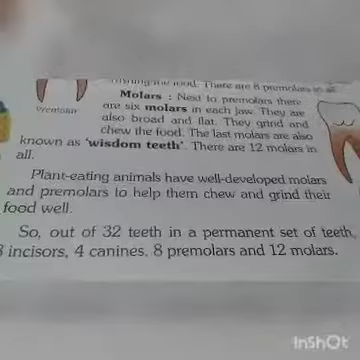 the food. There are 8 premolars in all.
Molars : Next to premolars there
are six molars in each jaw. They are
Premolar
also broad and flat. They grind and
chew the food. The last molars are also
known as 'wisdom teeth'. There are 12 molars in
all.
Plant-eating animals have well-developed molars
and premolars to help them chew and grind their
food well.
So, out of 32 teeth in a permanent set of teeth,
8 incisors, 4 canines, 8 premolars and 12 molars.
InShOt